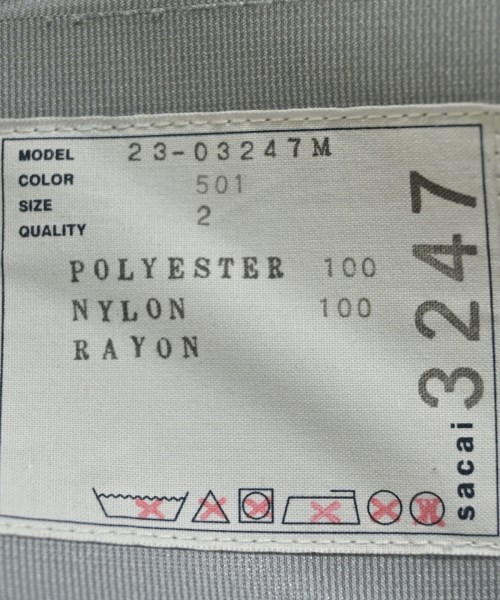 MODEL 23-03247M
COLOR 501
SIZE 2
QUALITY
POLYESTER 100
NYLON 100
RAYON
sacai 3247